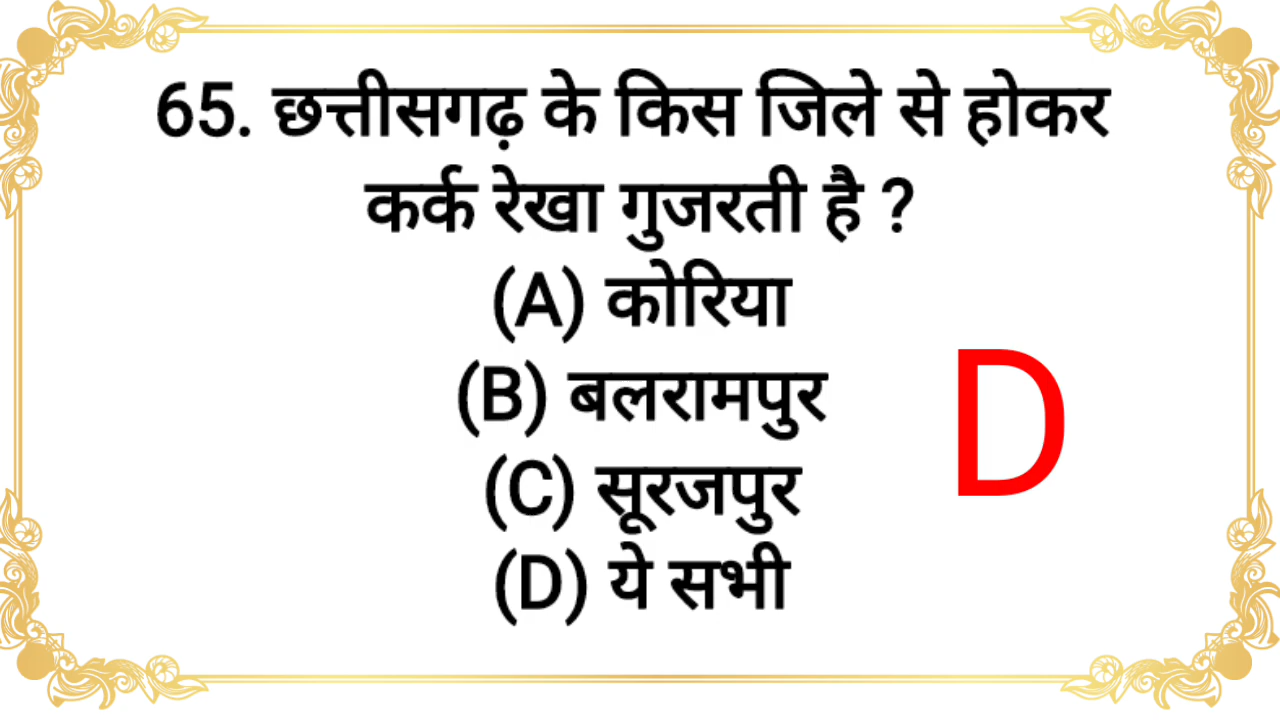 65. छत्तीसगढ़ के किस जिले से होकर
कर्क रेखा गुजरती है ?
(A) कोरिया
(B) बलरामपुर
(C) सूरजपुर
(D) ये सभी
D